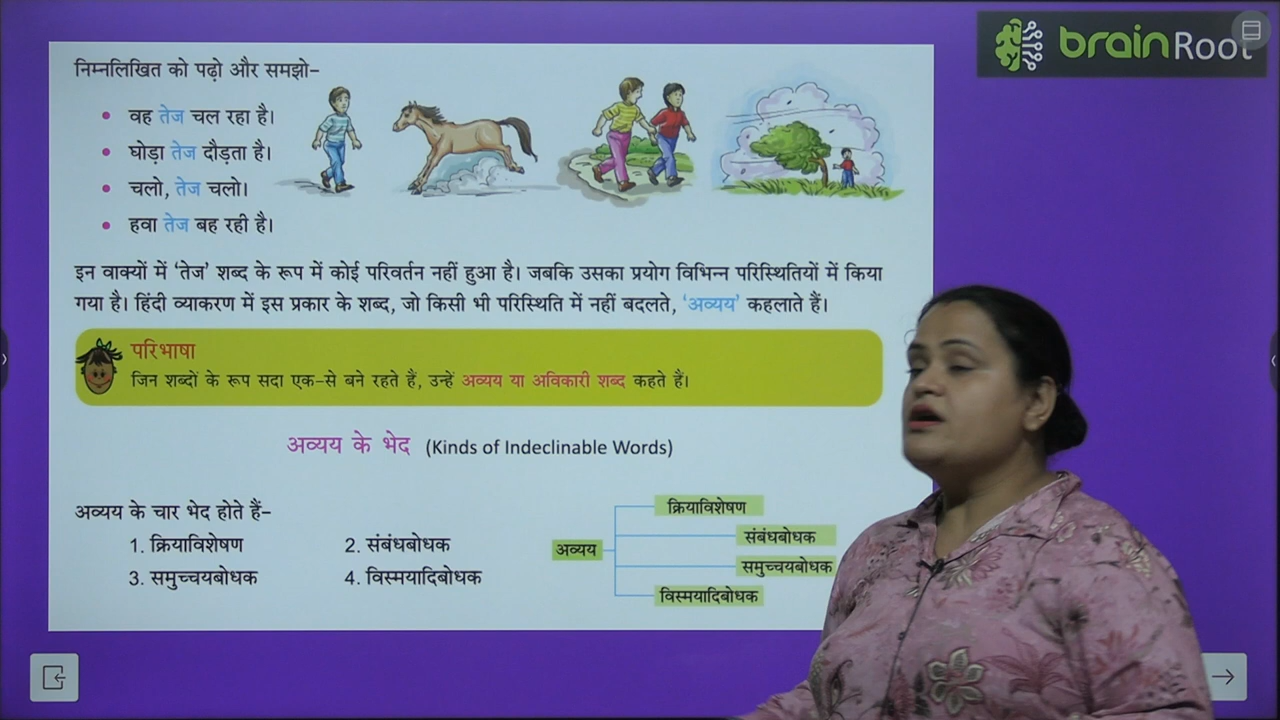 brainRoot
निम्नलिखित को पढ़ो और समझो–
• वह तेज चल रहा है।
• घोड़ा तेज दौड़ता है।
• चलो, तेज चलो।
• हवा तेज बह रही है।
इन वाक्यों में ‘तेज’ शब्द के रूप में कोई परिवर्तन नहीं हुआ है। जबकि उसका प्रयोग विभिन्न परिस्थितियों में किया
गया है। हिंदी व्याकरण में इस प्रकार के शब्द, जो किसी भी परिस्थिति में नहीं बदलते, ‘अव्यय’ कहलाते हैं।
परिभाषा
जिन शब्दों के रूप सदा एक–से बने रहते हैं, उन्हें अव्यय या अविकारी शब्द कहते हैं।
अव्यय के भेद (Kinds of Indeclinable Words)
अव्यय के चार भेद होते हैं–
1. क्रियाविशेषण 2. संबंधबोधक
3. समुच्चयबोधक 4. विस्मयादिबोधक
अव्यय
क्रियाविशेषण
संबंधबोधक
समुच्चयबोधक
विस्मयादिबोधक